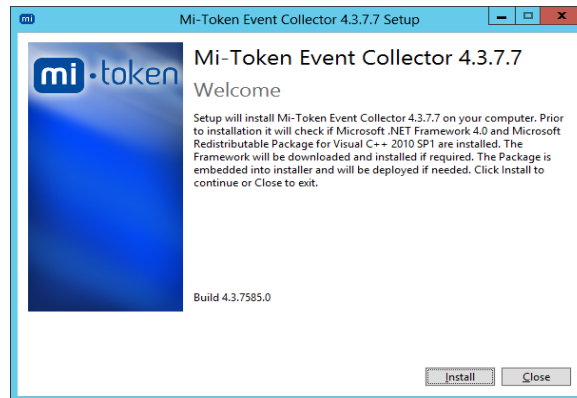 mi
Mi-Token Event Collector 4.3.7.7 Setup
mi·token
Mi-Token Event Collector 4.3.7.7
Welcome
Setup will install Mi-Token Event Collector 4.3.7.7 on your computer. Prior
to installation it will check if Microsoft .NET Framework 4.0 and Microsoft
Redistributable Package for Visual C++ 2010 SP1 are installed. The
Framework will be downloaded and installed if required. The Package is
embedded into installer and will be deployed if needed. Click Install to
continue or Close to exit.
Build 4.3.7585.0
Install Close